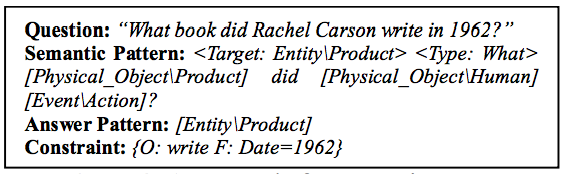 Question: “What book did Rachel Carson write in 1962?”
Semantic Pattern: <Target: Entity\Product> <Type: What>
[Physical_Object\Product] did [Physical_Object\Human]
[Event\Action]?
Answer Pattern: [Entity\Product]
Constraint: {O: write F: Date=1962}